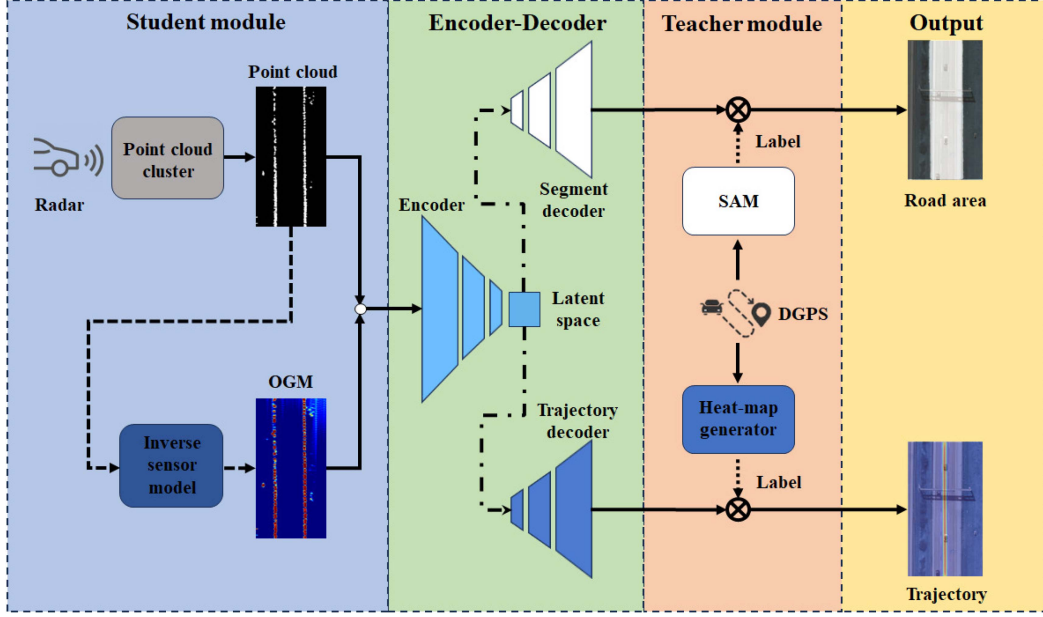 Student module
Encoder-Decoder
Teacher module
Output
Point cloud
Point cloud
cluster
Radar
Encoder
Segment
decoder
Label
SAM
Road area
Latent
space
DGPS
OGM
Inverse
sensor
model
Trajectory
decoder
Heat-map
generator
Label
Trajectory